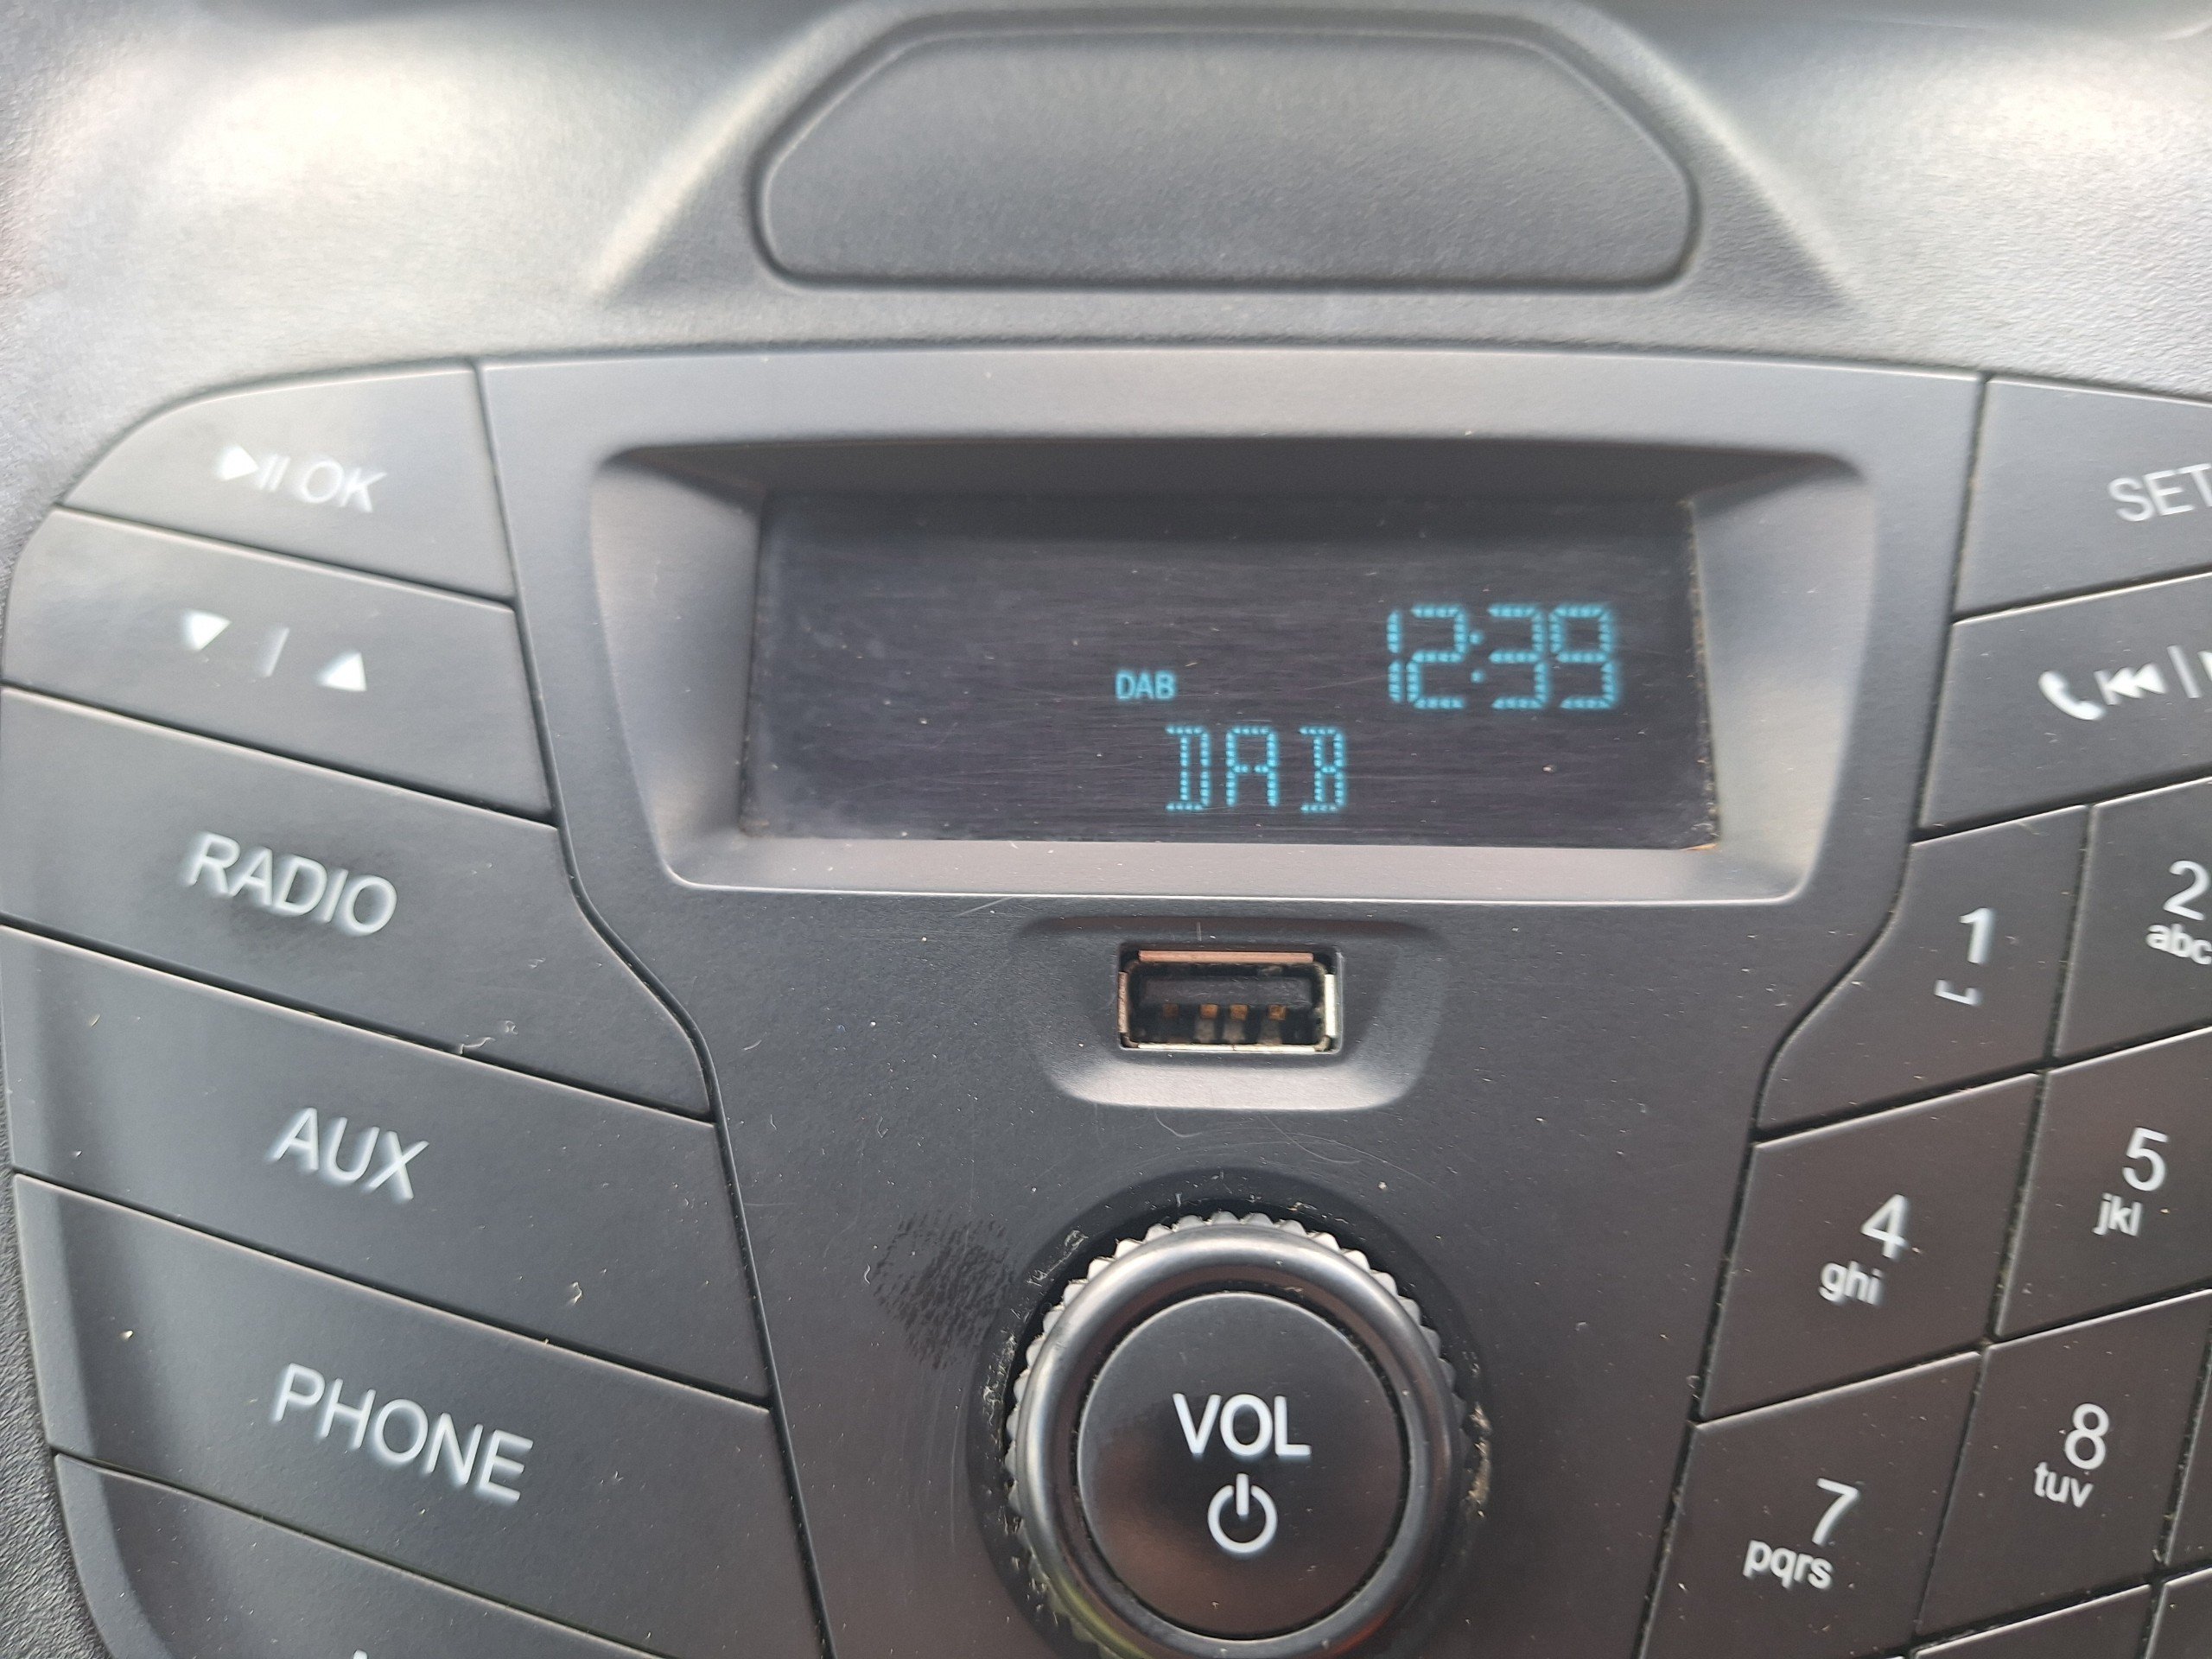 OK
SET
12:39
DAB
DAB
RADIO
1
2
abc
AUX
4
ghi
5
jkl
PHONE
VOL
7
pqrs
8
tuv